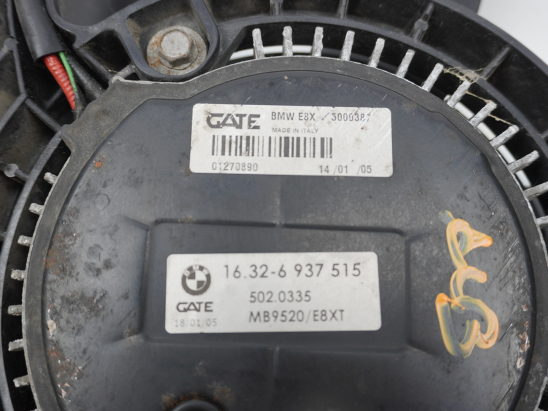 GATE BMW E8X / 3000387
MADE IN ITALY
01270890 14/01/05
16.32-6 937 515
GATE 502.0335
18/01/05 MB9520/E8XT